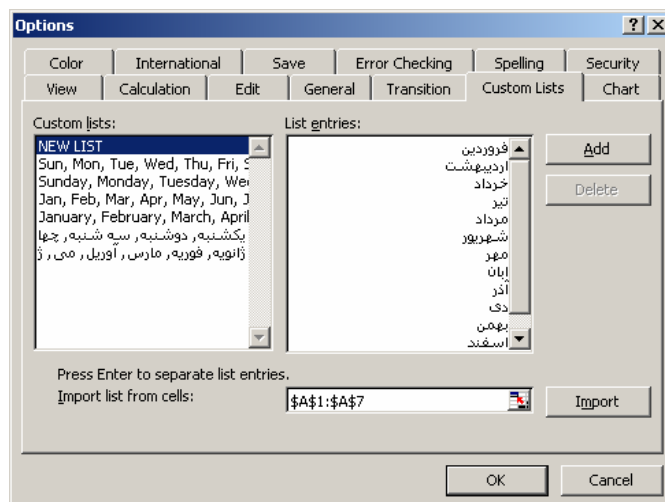 Options
Color International Save Error Checking Spelling Security
View Calculation Edit General Transition Custom Lists Chart
Custom lists:
NEW LIST
Sun, Mon, Tue, Wed, Thu, Fri, S
Sunday, Monday, Tuesday, Wed
Jan, Feb, Mar, Apr, May, Jun, J
January, February, March, April
یکشنبه, دوشنبه, سه شنبه, چها
ژانویه, فوریه, مارس, آوریل, می, ژ
List entries:
فروردین
اردیبهشت
خرداد
تیر
مرداد
شهریور
مهر
ابان
آذر
دی
بهمن
اسفند
Add
Delete
Press Enter to separate list entries.
Import list from cells:
$A$1:$A$7
Import
OK Cancel